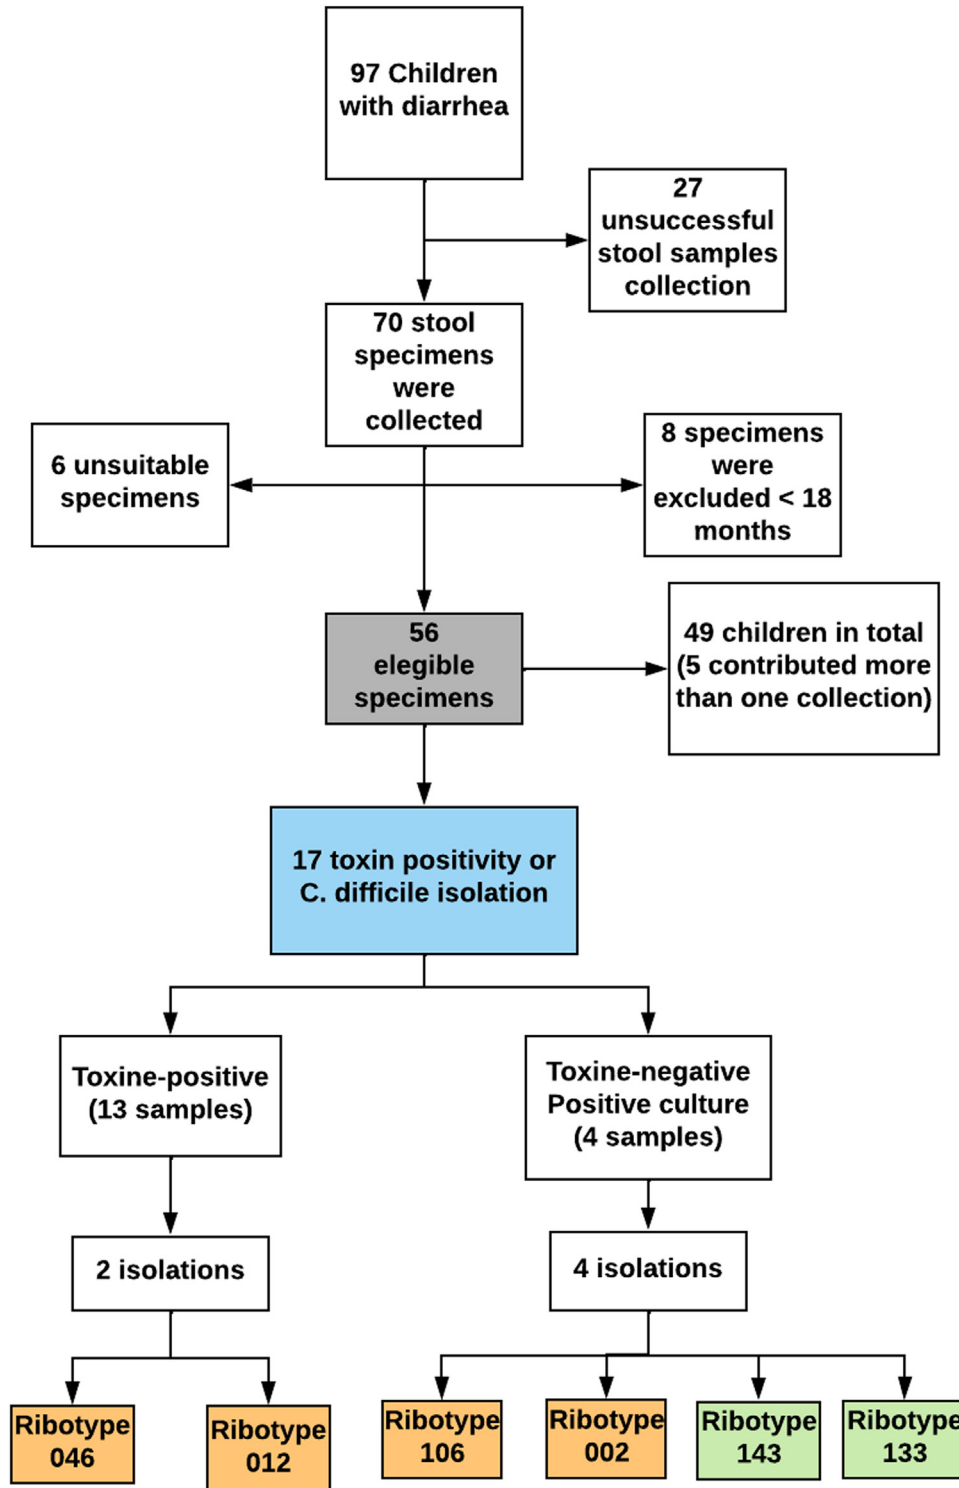 97 Children
with diarrhea
27
unsuccessful
stool samples
collection
70 stool
specimens
were
collected
6 unsuitable
specimens
8 specimens
were
excluded < 18
months
56
elegible
specimens
49 children in total
(5 contributed more
than one collection)
17 toxin positivity or
C. difficile isolation
Toxine-positive
(13 samples)
Toxine-negative
Positive culture
(4 samples)
2 isolations
4 isolations
Ribotype
046
Ribotype
012
Ribotype
106
Ribotype
002
Ribotype
143
Ribotype
133